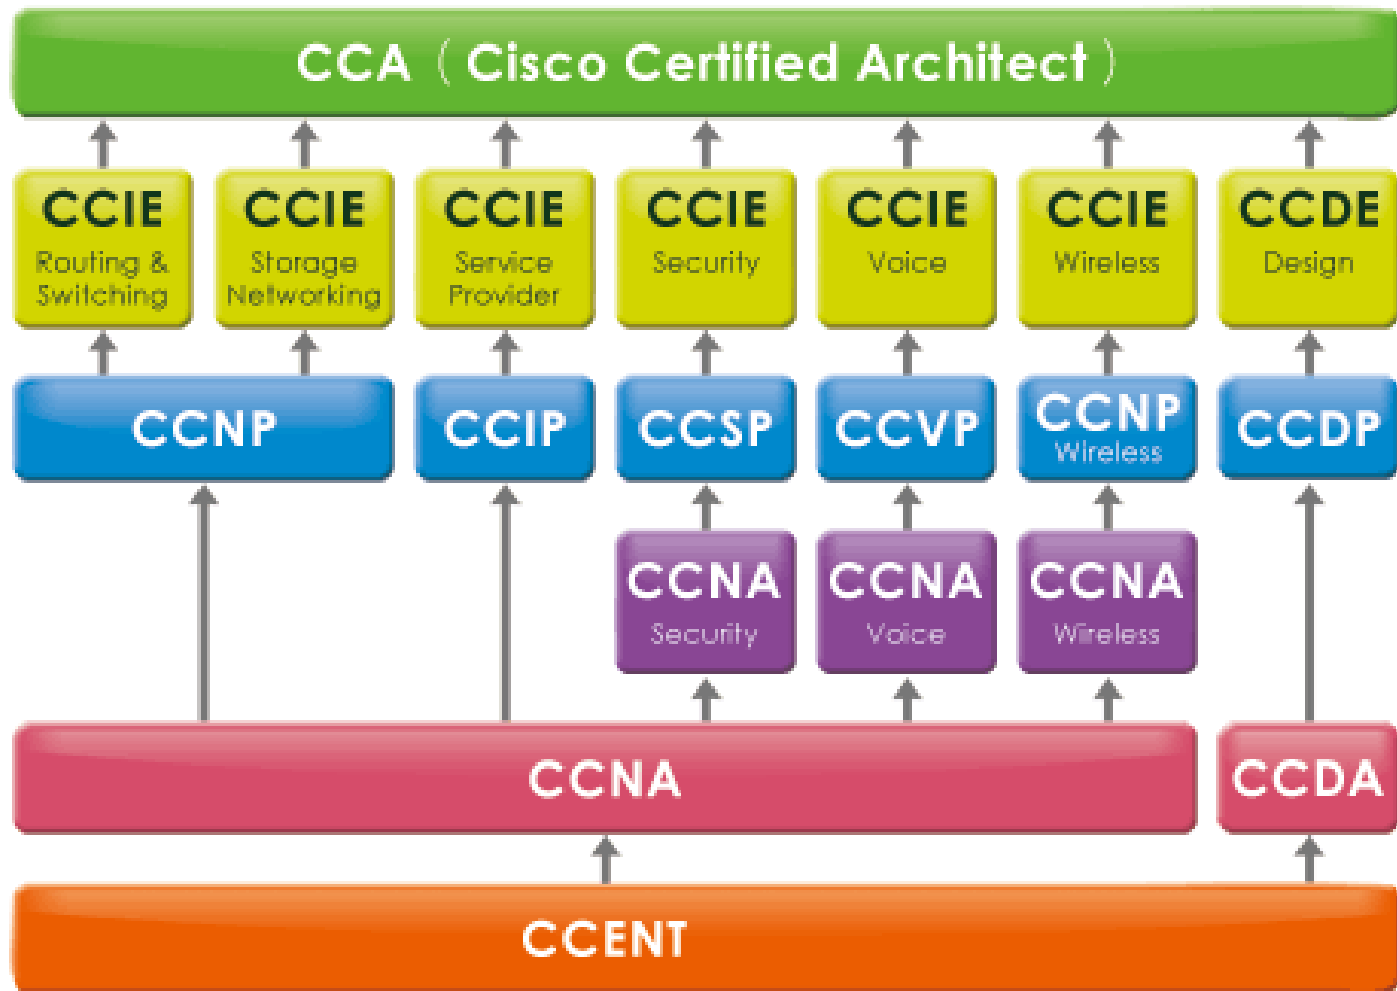 CCA ( Cisco Certified Architect )
CCIE
Routing &
Switching
CCIE
Storage
Networking
CCIE
Service
Provider
CCIE
Security
CCIE
Voice
CCIE
Wireless
CCDE
Design
CCNP
CCIP
CCSP
CCVP
CCNP
Wireless
CCDP
CCNA
Security
CCNA
Voice
CCNA
Wireless
CCNA
CCDA
CCENT